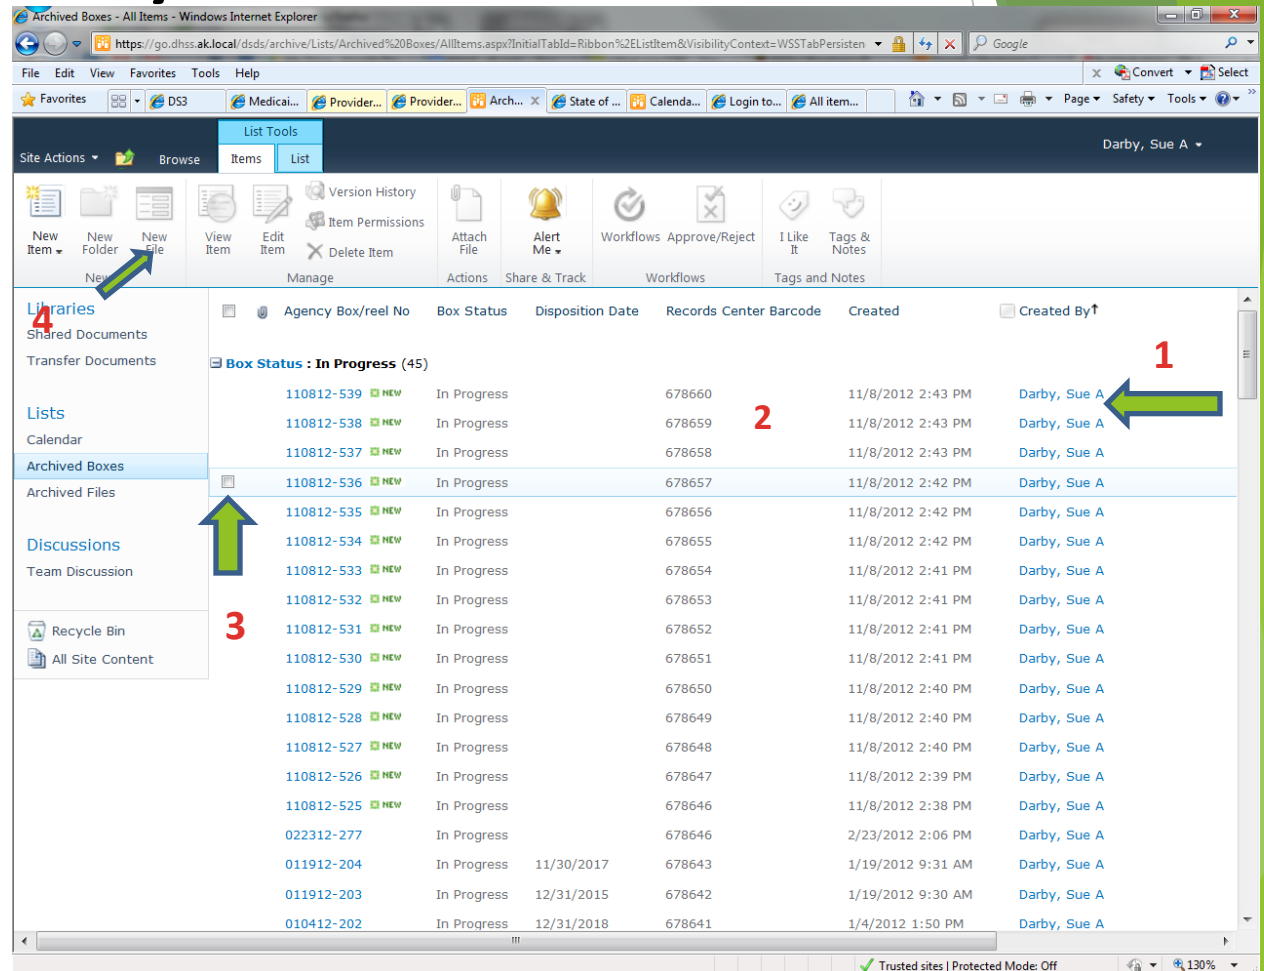 Archived Boxes - All Items - Windows Internet Explorer
https://go.dhss.ak.local/dsds/archive/Lists/Archived%20Boxes/AllItems.aspx?InitialTabId=Ribbon%2EListItem&VisibilityContext=WSSTabPersisten
Google
File Edit View Favorites Tools Help
x Convert Select
Favorites DS3 Medicai... Provider... Provider... Arch... X State of ... Calenda... Login to... All item... Page Safety Tools
List Tools
Darby, Sue A
Site Actions Browse Items List
New Item New Folder New File
View Item Edit Item Version History Item Permissions Delete Item
Attach File Alert Me Workflows Approve/Reject I Like It Tags & Notes
New Manage Actions Share & Track Workflows Tags and Notes
4
Libraries
Shared Documents
Transfer Documents
Lists
Calendar
Archived Boxes
Archived Files
Discussions
Team Discussion
Recycle Bin
All Site Content
Agency Box/reel No Box Status Disposition Date Records Center Barcode Created Created By
1
Box Status : In Progress (45)
110812-539 NEW In Progress 678660 11/8/2012 2:43 PM Darby, Sue A
2
110812-538 NEW In Progress 678659 11/8/2012 2:43 PM Darby, Sue A
110812-537 NEW In Progress 678658 11/8/2012 2:43 PM Darby, Sue A
110812-536 NEW In Progress 678657 11/8/2012 2:42 PM Darby, Sue A
110812-535 NEW In Progress 678656 11/8/2012 2:42 PM Darby, Sue A
110812-534 NEW In Progress 678655 11/8/2012 2:42 PM Darby, Sue A
110812-533 NEW In Progress 678654 11/8/2012 2:41 PM Darby, Sue A
110812-532 NEW In Progress 678653 11/8/2012 2:41 PM Darby, Sue A
3
110812-531 NEW In Progress 678652 11/8/2012 2:41 PM Darby, Sue A
110812-530 NEW In Progress 678651 11/8/2012 2:41 PM Darby, Sue A
110812-529 NEW In Progress 678650 11/8/2012 2:40 PM Darby, Sue A
110812-528 NEW In Progress 678649 11/8/2012 2:40 PM Darby, Sue A
110812-527 NEW In Progress 678648 11/8/2012 2:40 PM Darby, Sue A
110812-526 NEW In Progress 678647 11/8/2012 2:39 PM Darby, Sue A
110812-525 NEW In Progress 678646 11/8/2012 2:38 PM Darby, Sue A
022312-277 In Progress 678646 2/23/2012 2:06 PM Darby, Sue A
011912-204 In Progress 11/30/2017 678643 1/19/2012 9:31 AM Darby, Sue A
011912-203 In Progress 12/31/2015 678642 1/19/2012 9:30 AM Darby, Sue A
010412-202 In Progress 12/31/2018 678641 1/4/2012 1:50 PM Darby, Sue A
Trusted sites | Protected Mode: Off 130%